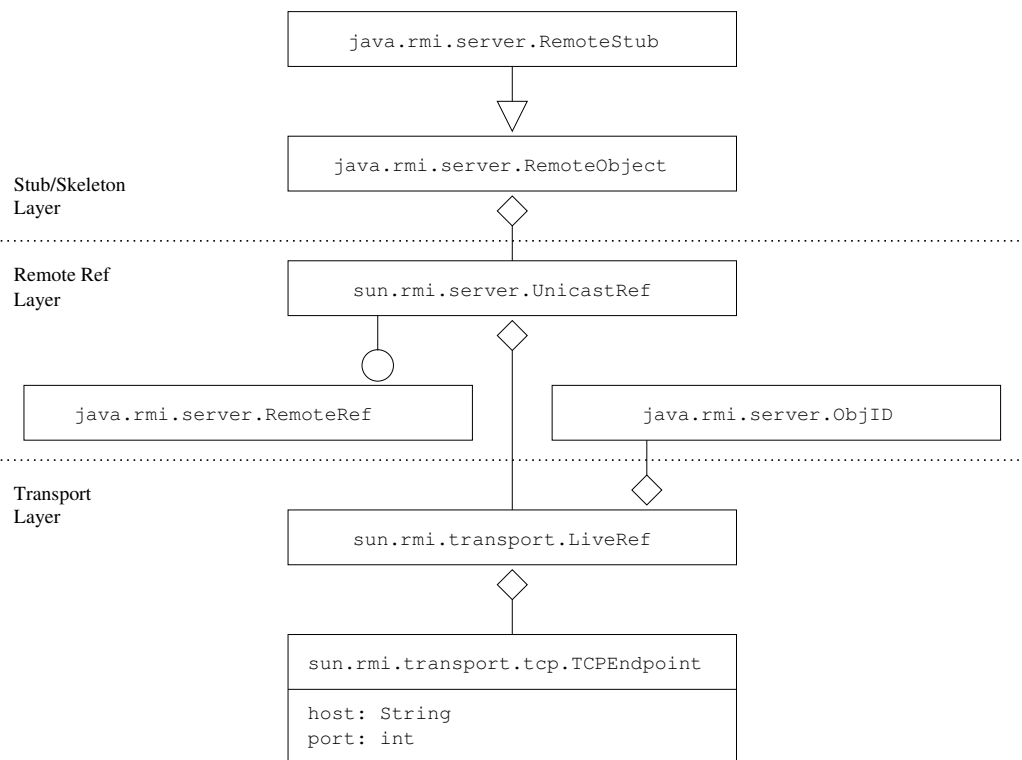 java.rmi.server.RemoteStub
java.rmi.server.RemoteObject
Stub/Skeleton
Layer
Remote Ref
Layer
sun.rmi.server.UnicastRef
java.rmi.server.RemoteRef
java.rmi.server.ObjID
Transport
Layer
sun.rmi.transport.LiveRef
sun.rmi.transport.tcp.TCPEndpoint
host: String
port: int